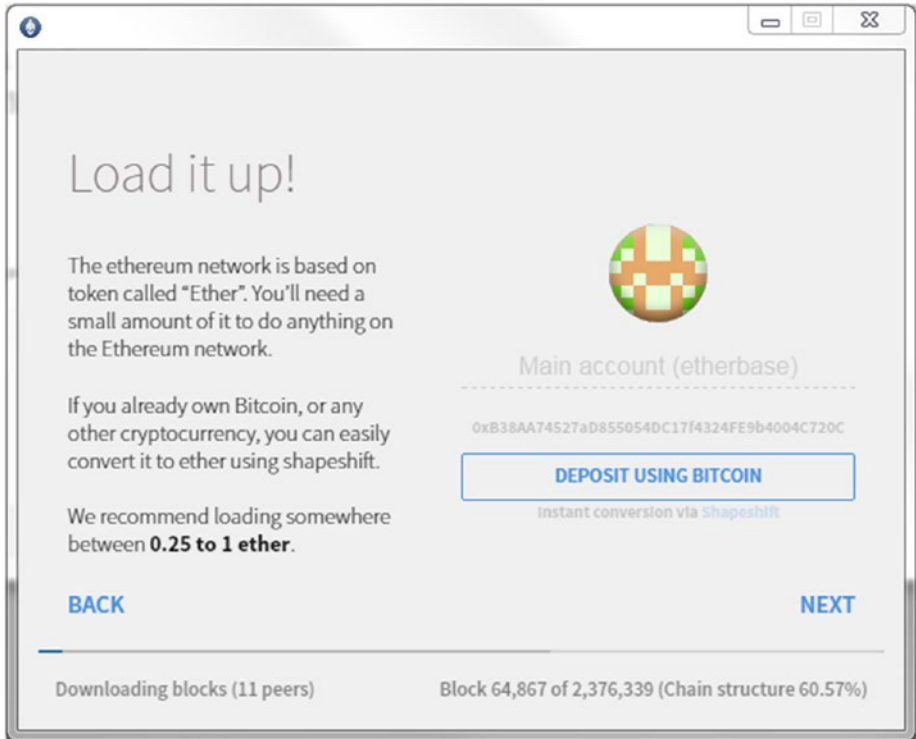 Load it up!
The ethereum network is based on
token called “Ether”. You’ll need a
small amount of it to do anything on
the Ethereum network.
If you already own Bitcoin, or any
other cryptocurrency, you can easily
convert it to ether using shapeshift.
We recommend loading somewhere
between 0.25 to 1 ether.
Main account (etherbase)
0xB38AA74527aD855054DC17f4324FE9b4004C720C
DEPOSIT USING BITCOIN
Instant conversion via Shapeshift
BACK
NEXT
Downloading blocks (11 peers)
Block 64,867 of 2,376,339 (Chain structure 60.57%)